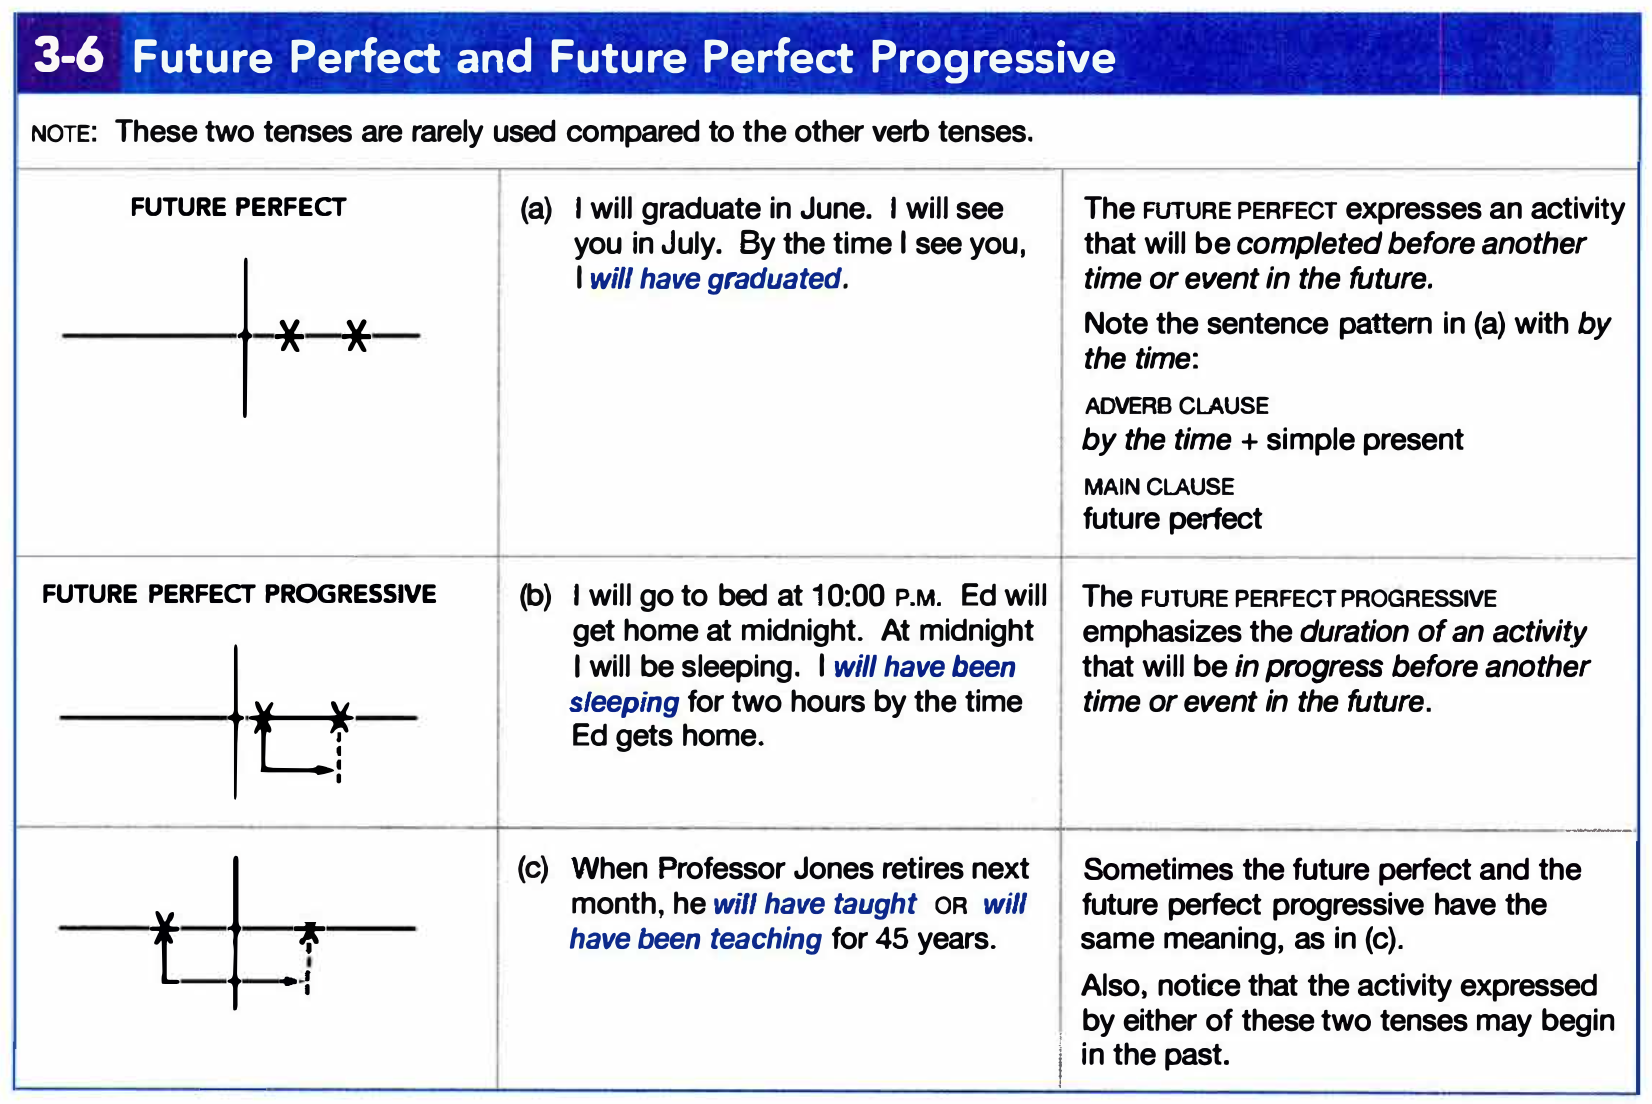 3-6 Future Perfect and Future Perfect Progressive
NOTE: These two tenses are rarely used compared to the other verb tenses.
FUTURE PERFECT
(a) I will graduate in June. I will see
you in July. By the time I see you,
I will have graduated.
The FUTURE PERFECT expresses an activity
that will be completed before another
time or event in the future.
Note the sentence pattern in (a) with by
the time:
ADVERB CLAUSE
by the time + simple present
MAIN CLAUSE
future perfect
FUTURE PERFECT PROGRESSIVE
(b) I will go to bed at 10:00 P.M. Ed will
get home at midnight. At midnight
I will be sleeping. I will have been
sleeping for two hours by the time
Ed gets home.
The FUTURE PERFECT PROGRESSIVE
emphasizes the duration of an activity
that will be in progress before another
time or event in the future.
(c) When Professor Jones retires next
month, he will have taught OR will
have been teaching for 45 years.
Sometimes the future perfect and the
future perfect progressive have the
same meaning, as in (c).
Also, notice that the activity expressed
by either of these two tenses may begin
in the past.